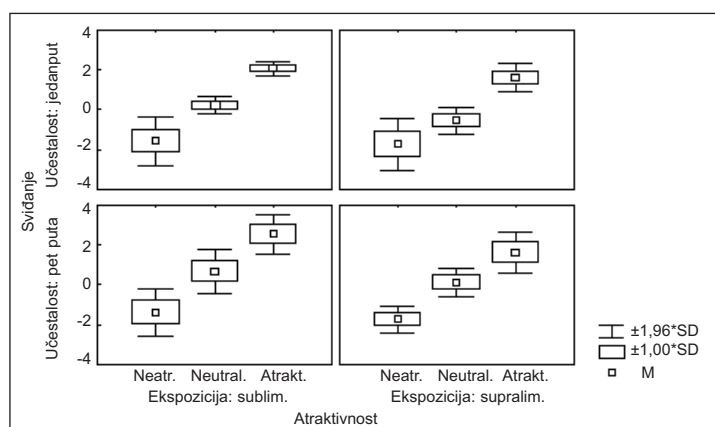 Sviđanje
Učestalost: jedanput
4
2
0
-2
-4
Učestalost: pet puta
4
2
0
-2
-4
Neatr. Neutral. Atrakt.
Neatr. Neutral. Atrakt.
Ekspozicija: sublim.
Ekspozicija: supralim.
Atraktivnost
±1,96*SD
±1,00*SD
M